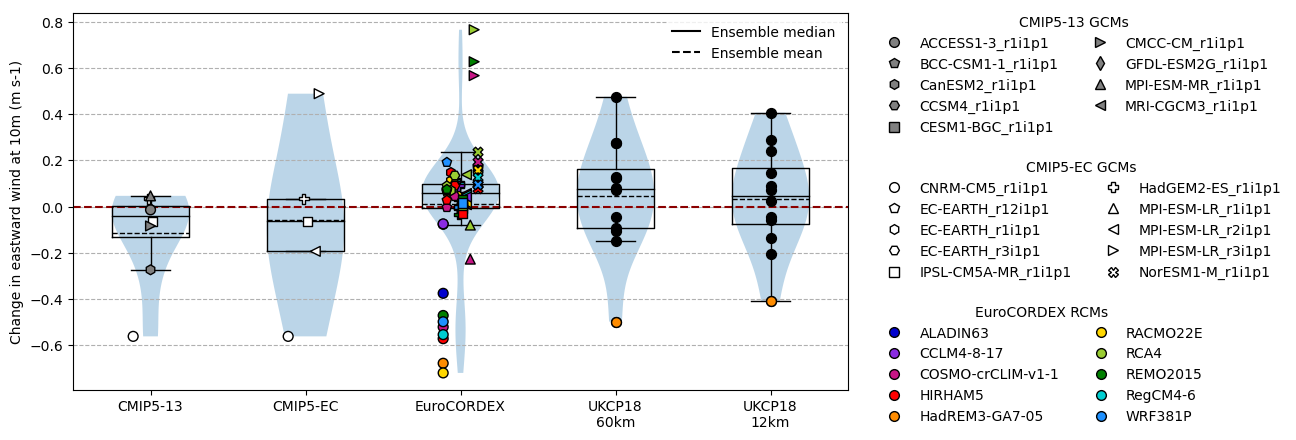 0.8
0.6
0.4
0.2
0.0
−0.2
−0.4
−0.6
Change in eastward wind at 10m (m s-1)
Ensemble median
Ensemble mean
CMIP5-13
CMIP5-EC
EuroCORDEX
UKCP18
60km
UKCP18
12km
CMIP5-13 GCMs
ACCESS1-3_r1i1p1
BCC-CSM1-1_r1i1p1
CanESM2_r1i1p1
CCSM4_r1i1p1
CESM1-BGC_r1i1p1
CMCC-CM_r1i1p1
GFDL-ESM2G_r1i1p1
MPI-ESM-MR_r1i1p1
MRI-CGCM3_r1i1p1
CMIP5-EC GCMs
CNRM-CM5_r1i1p1
EC-EARTH_r12i1p1
EC-EARTH_r1i1p1
EC-EARTH_r3i1p1
IPSL-CM5A-MR_r1i1p1
HadGEM2-ES_r1i1p1
MPI-ESM-LR_r1i1p1
MPI-ESM-LR_r2i1p1
MPI-ESM-LR_r3i1p1
NorESM1-M_r1i1p1
EuroCORDEX RCMs
ALADIN63
CCLM4-8-17
COSMO-crCLIM-v1-1
HIRHAM5
HadREM3-GA7-05
RACMO22E
RCA4
REMO2015
RegCM4-6
WRF381P